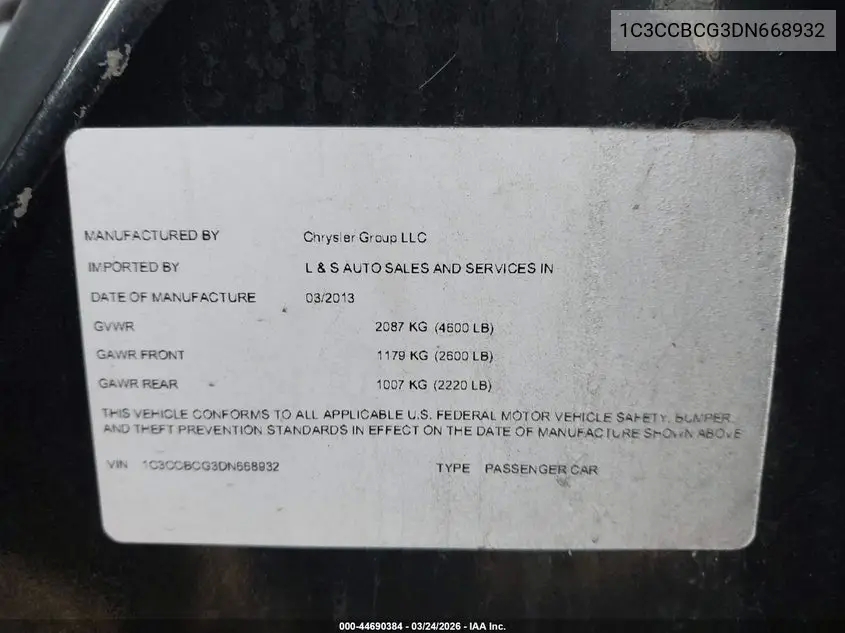 1C3CCBCG3DN668932
MANUFACTURED BY Chrysler Group LLC
IMPORTED BY L & S AUTO SALES AND SERVICES IN
DATE OF MANUFACTURE 03/2013
GVWR 2087 KG (4600 LB)
GAWR FRONT 1179 KG (2600 LB)
GAWR REAR 1007 KG (2220 LB)
THIS VEHICLE CONFORMS TO ALL APPLICABLE U.S. FEDERAL MOTOR VEHICLE SAFETY, BUMPER,
AND THEFT PREVENTION STANDARDS IN EFFECT ON THE DATE OF MANUFACTURE SHOWN ABOVE
VIN 1C3CCBCG3DN668932 TYPE PASSENGER CAR
000-44690384 - 03/24/2026 - IAA Inc.